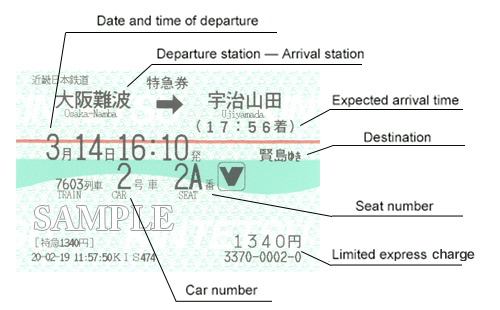 Date and time of departure
Departure station — Arrival station
近畿日本鉄道 特急券
大阪難波 宇治山田
Osaka-Namba Ujiyamada
Expected arrival time
(17:56着)
Destination
3月14日16:10発 賢島ゆき
7603列車 2号車 2A番 V
TRAIN CAR SEAT
Seat number
SAMPLE
[特急1340円] 1340円
20-02-19 11:57:50KIS474 3370-0002-0
Limited express charge
Car number